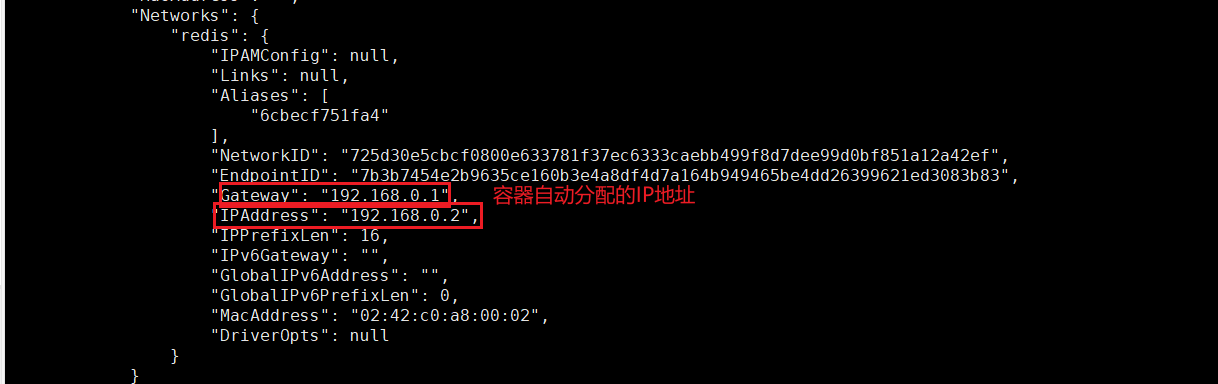 "Networks": {
"redis": {
"IPAMConfig": null,
"Links": null,
"Aliases": [
"6cbecf751fa4"
],
"NetworkID": "725d30e5cbcf0800e633781f37ec6333caebb499f8d7dee99d0bf851a12a42ef",
"EndpointID": "7b3b7454e2b9635ce160b3e4a8df4d7a164b949465be4dd26399621ed3083b83",
"Gateway": "192.168.0.1", 容器自动分配的IP地址
"IPAddress": "192.168.0.2",
"IPPrefixLen": 16,
"IPv6Gateway": "",
"GlobalIPv6Address": "",
"GlobalIPv6PrefixLen": 0,
"MacAddress": "02:42:c0:a8:00:02",
"DriverOpts": null
}
}